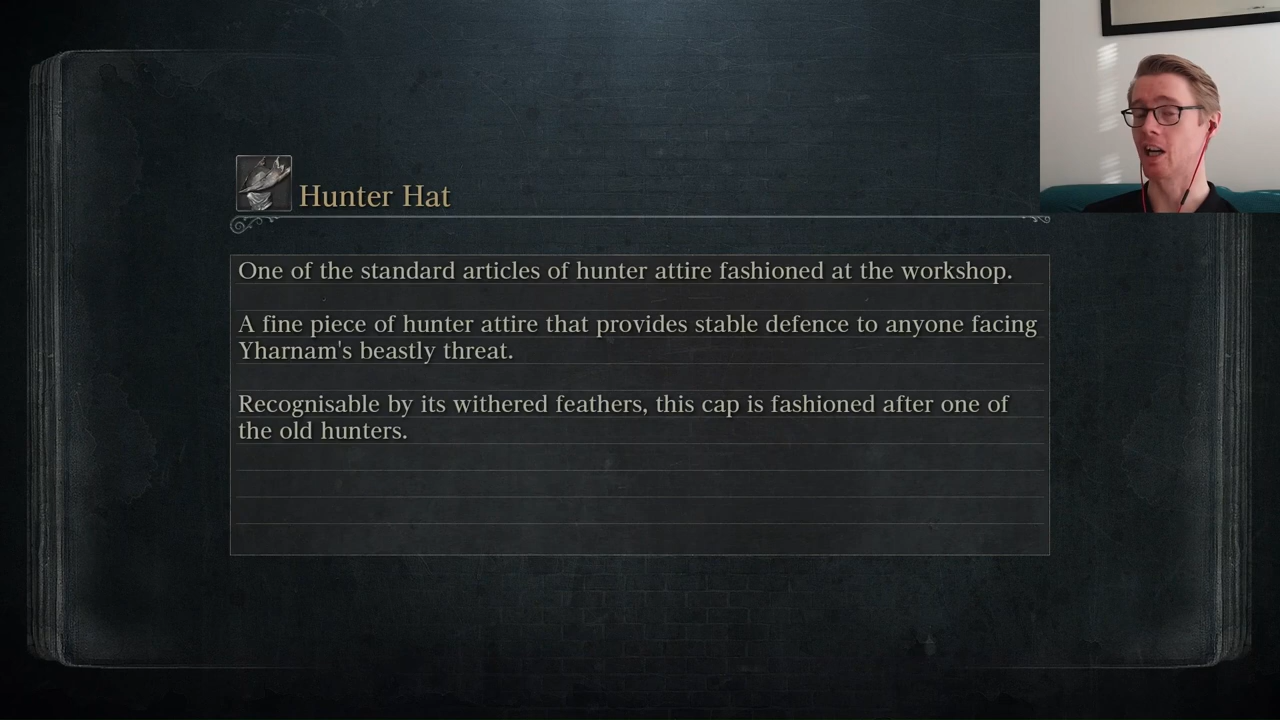 Hunter Hat
One of the standard articles of hunter attire fashioned at the workshop.
A fine piece of hunter attire that provides stable defence to anyone facing
Yharnam's beastly threat.
Recognisable by its withered feathers, this cap is fashioned after one of
the old hunters.